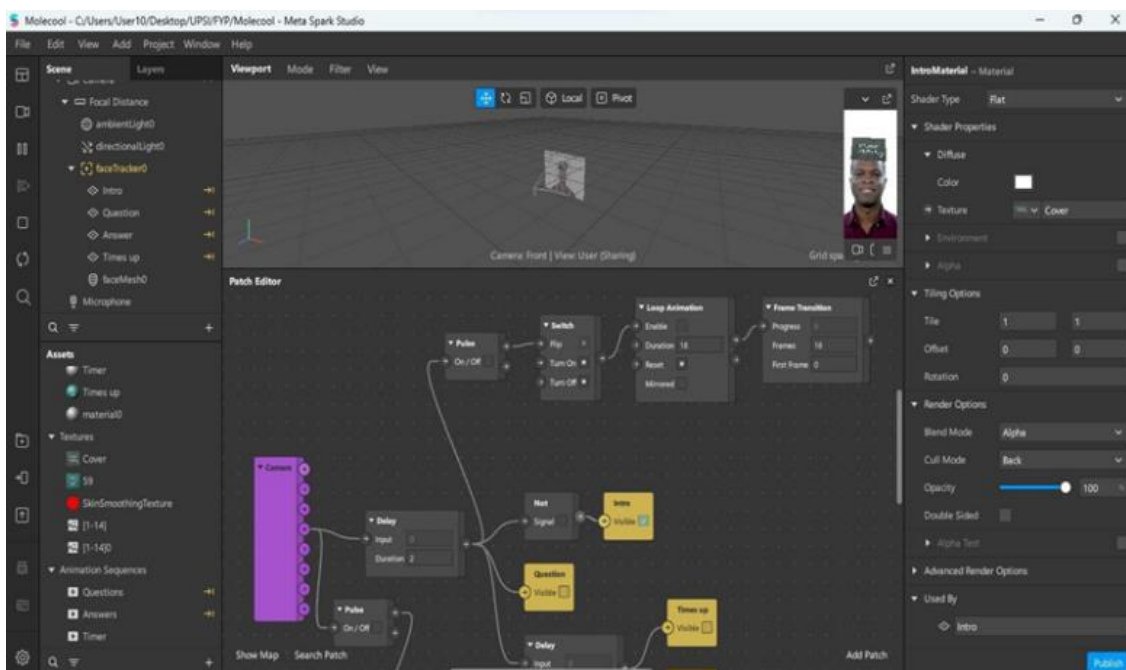 Molecool - C:/Users/User10/Desktop/UPSI/FYP/Molecool - Meta Spark Studio
File Edit View Add Project Window Help
Scene Layers
Focal Distance
ambientLight0
directionalLight0
faceTracker0
Intro
Question
Answer
Times up
faceMesh0
Microphone
Assets
Timer
Times up
material0
Textures
Cover
59
SkinSmoothingTexture
[1-14]
[1-14]0
Animation Sequences
Questions
Answers
Timer
Viewport Mode Filter View
Local Pivot
Camera: Front | View: User (Sharing)
Patch Editor
Pulse
On / Off
Switch
Flip
Turn On
Turn Off
Loop Animation
Enable
Duration 18
Reset
Mirrored
Frame Transition
Progress
Frames 18
First Frame 0
Camera
Delay
Input 0
Duration 2
Not
Signal
Intro
Visible
Question
Visible
Times up
Visible
Pulse
On / Off
Delay
Input
Show Map Search Patch
Add Patch
IntroMaterial - Material
Shader Type Flat
Shader Properties
Diffuse
Color
Texture Cover
Environment
Alpha
Tiling Options
Tile 1 1
Offset 0 0
Rotation 0
Render Options
Blend Mode Alpha
Cull Mode Back
Opacity 100 %
Double Sided
Alpha Test
Advanced Render Options
Used By
Intro
Publish